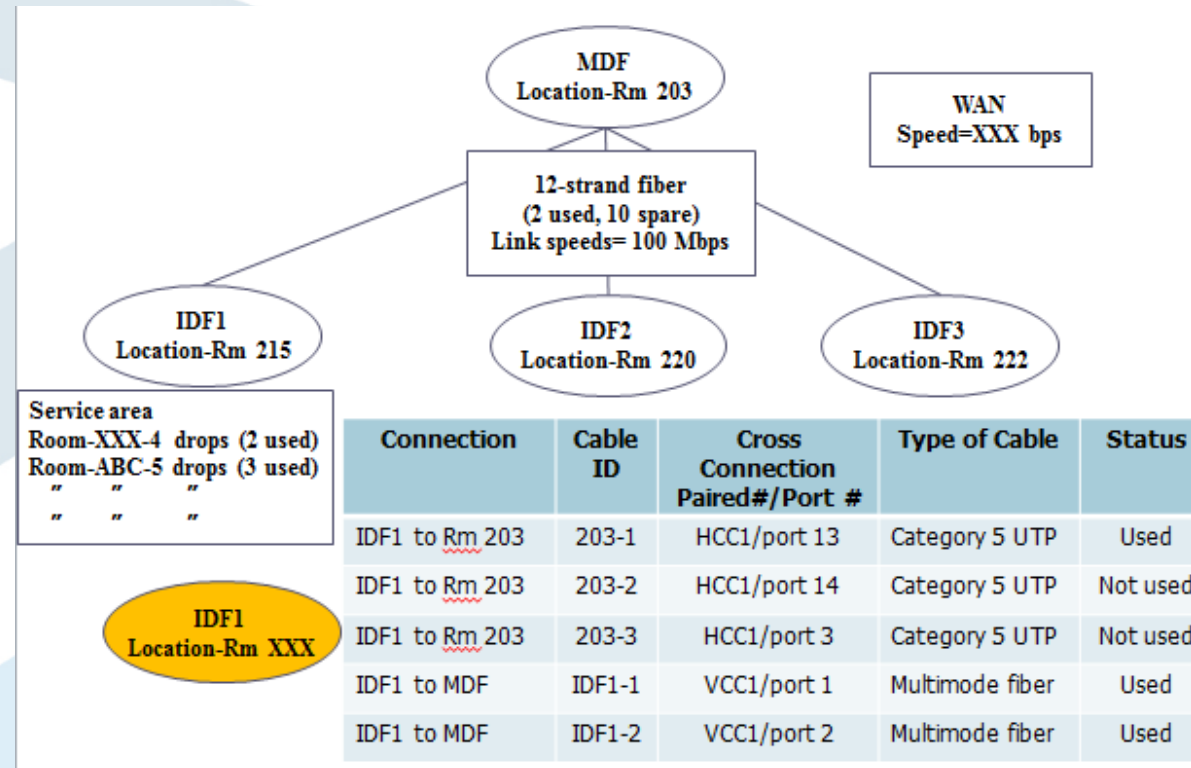 MDF
Location-Rm 203
WAN
Speed=XXX bps
12-strand fiber
(2 used, 10 spare)
Link speeds= 100 Mbps
IDF1
Location-Rm 215
IDF2
Location-Rm 220
IDF3
Location-Rm 222
Service area
Room-XXX-4 drops (2 used)
Room-ABC-5 drops (3 used)
" " "
" " "
IDF1
Location-Rm XXX
Connection Cable ID Cross Connection Paired#/Port # Type of Cable Status
IDF1 to Rm 203 203-1 HCC1/port 13 Category 5 UTP Used
IDF1 to Rm 203 203-2 HCC1/port 14 Category 5 UTP Not used
IDF1 to Rm 203 203-3 HCC1/port 3 Category 5 UTP Not used
IDF1 to MDF IDF1-1 VCC1/port 1 Multimode fiber Used
IDF1 to MDF IDF1-2 VCC1/port 2 Multimode fiber Used